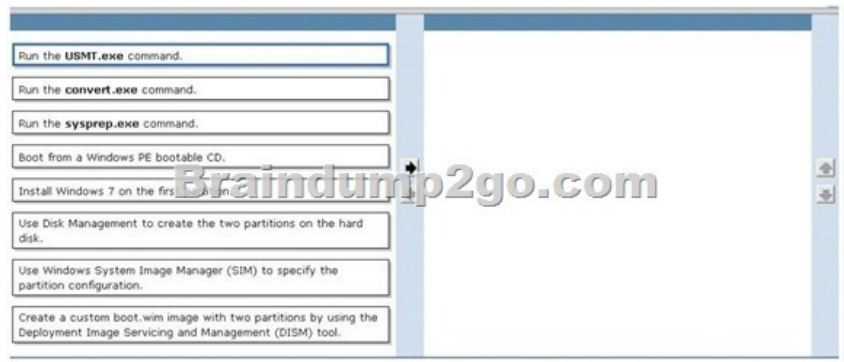 Run the USMT.exe command.
Run the convert.exe command.
Run the sysprep.exe command.
Boot from a Windows PE bootable CD.
Install Windows 7 on the first partition.
Braindump2go.com
Use Disk Management to create the two partitions on the hard
disk.
Use Windows System Image Manager (SIM) to specify the
partition configuration.
Create a custom boot.wim image with two partitions by using the
Deployment Image Servicing and Management (DISM) tool.